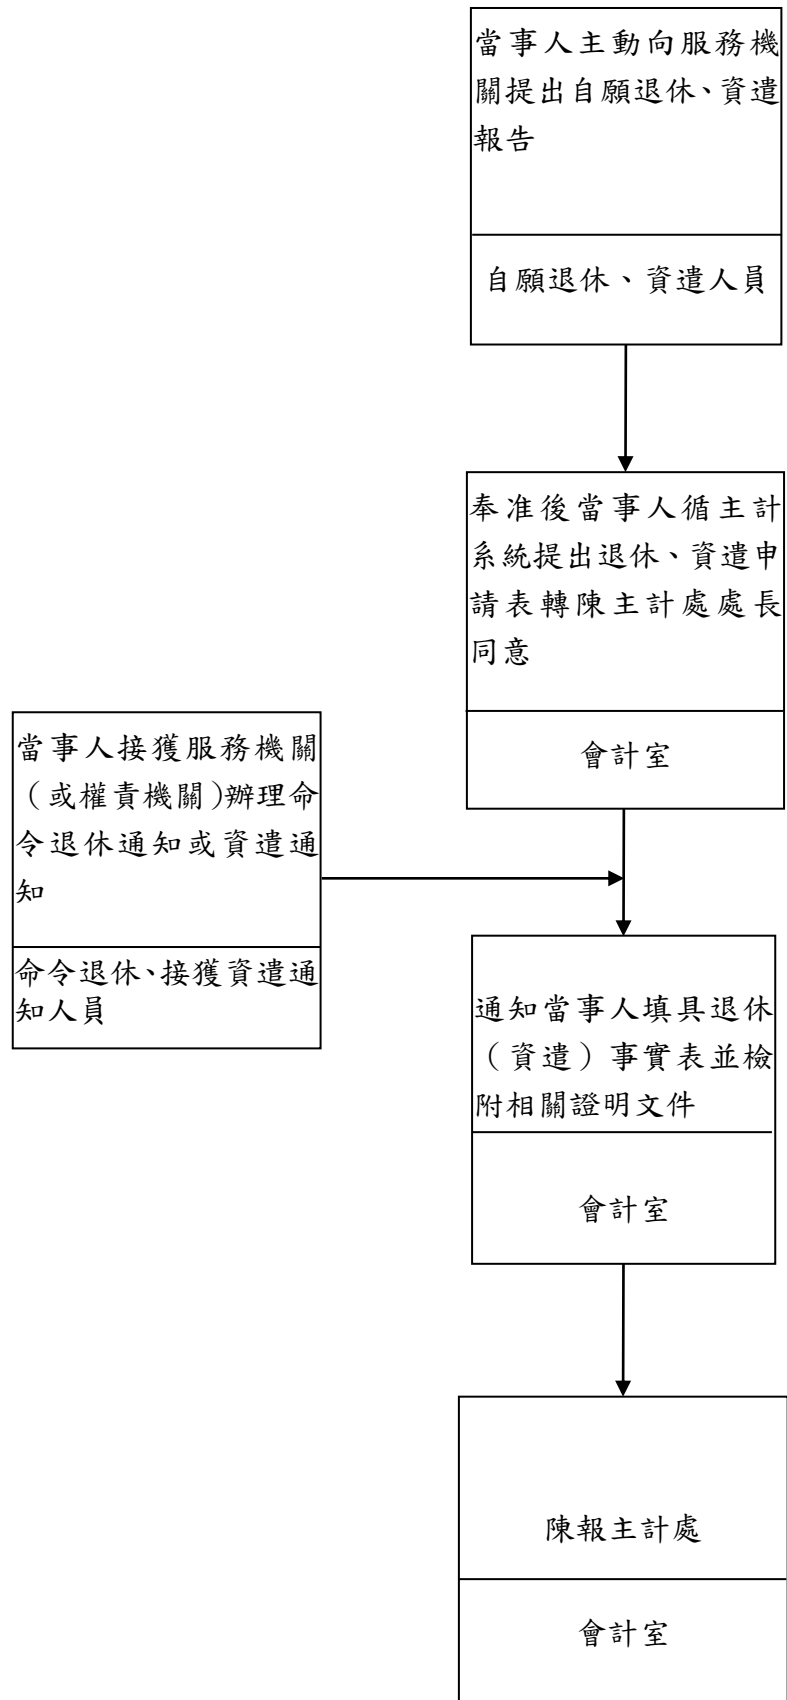 當事人主動向服務機
關提出自願退休、資遣
報告
自願退休、資遣人員
奉准後當事人循主計
系統提出退休、資遣申
請表轉陳主計處處長
同意
會計室
當事人接獲服務機關
（或權責機關）辦理命
令退休通知或資遣通
知
命令退休、接獲資遣通
知人員
通知當事人填具退休
（資遣）事實表並檢
附相關證明文件
會計室
陳報主計處
會計室